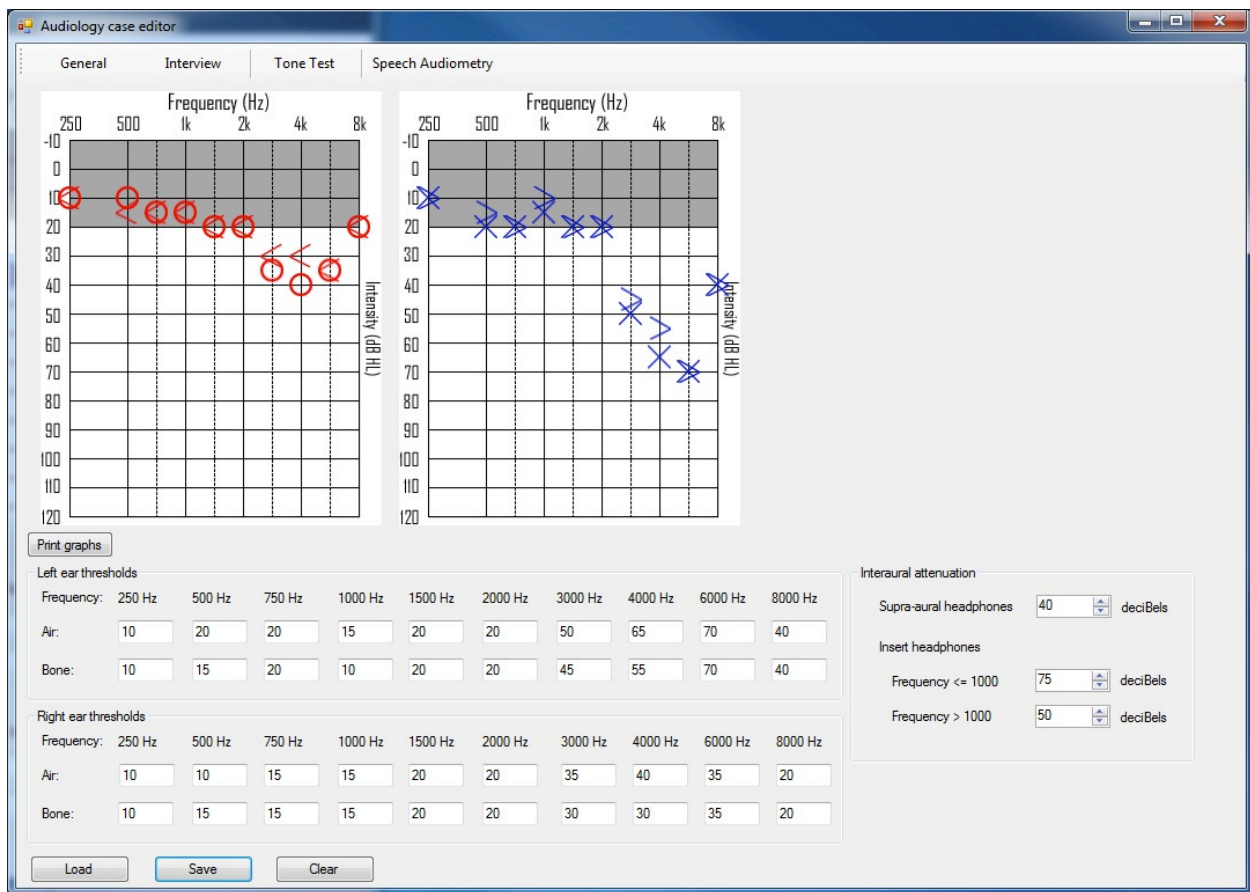 Audiology case editor
General Interview Tone Test Speech Audiometry
Frequency (Hz)
250 500 1k 2k 4k 8k
-10
0
10
20
30
40
50
60
70
80
90
100
110
120
Intensity (dB HL)
Frequency (Hz)
250 500 1k 2k 4k 8k
-10
0
10
20
30
40
50
60
70
80
90
100
110
120
Intensity (dB HL)
Print graphs
Left ear thresholds
Frequency: 250 Hz 500 Hz 750 Hz 1000 Hz 1500 Hz 2000 Hz 3000 Hz 4000 Hz 6000 Hz 8000 Hz
Air: 10 20 20 15 20 20 50 65 70 40
Bone: 10 15 20 10 20 20 45 55 70 40
Right ear thresholds
Frequency: 250 Hz 500 Hz 750 Hz 1000 Hz 1500 Hz 2000 Hz 3000 Hz 4000 Hz 6000 Hz 8000 Hz
Air: 10 10 15 15 20 20 35 40 35 20
Bone: 10 15 15 15 20 20 30 30 35 20
Interaural attenuation
Supra-aural headphones 40 deciBels
Insert headphones
Frequency <= 1000 75 deciBels
Frequency > 1000 50 deciBels
Load Save Clear